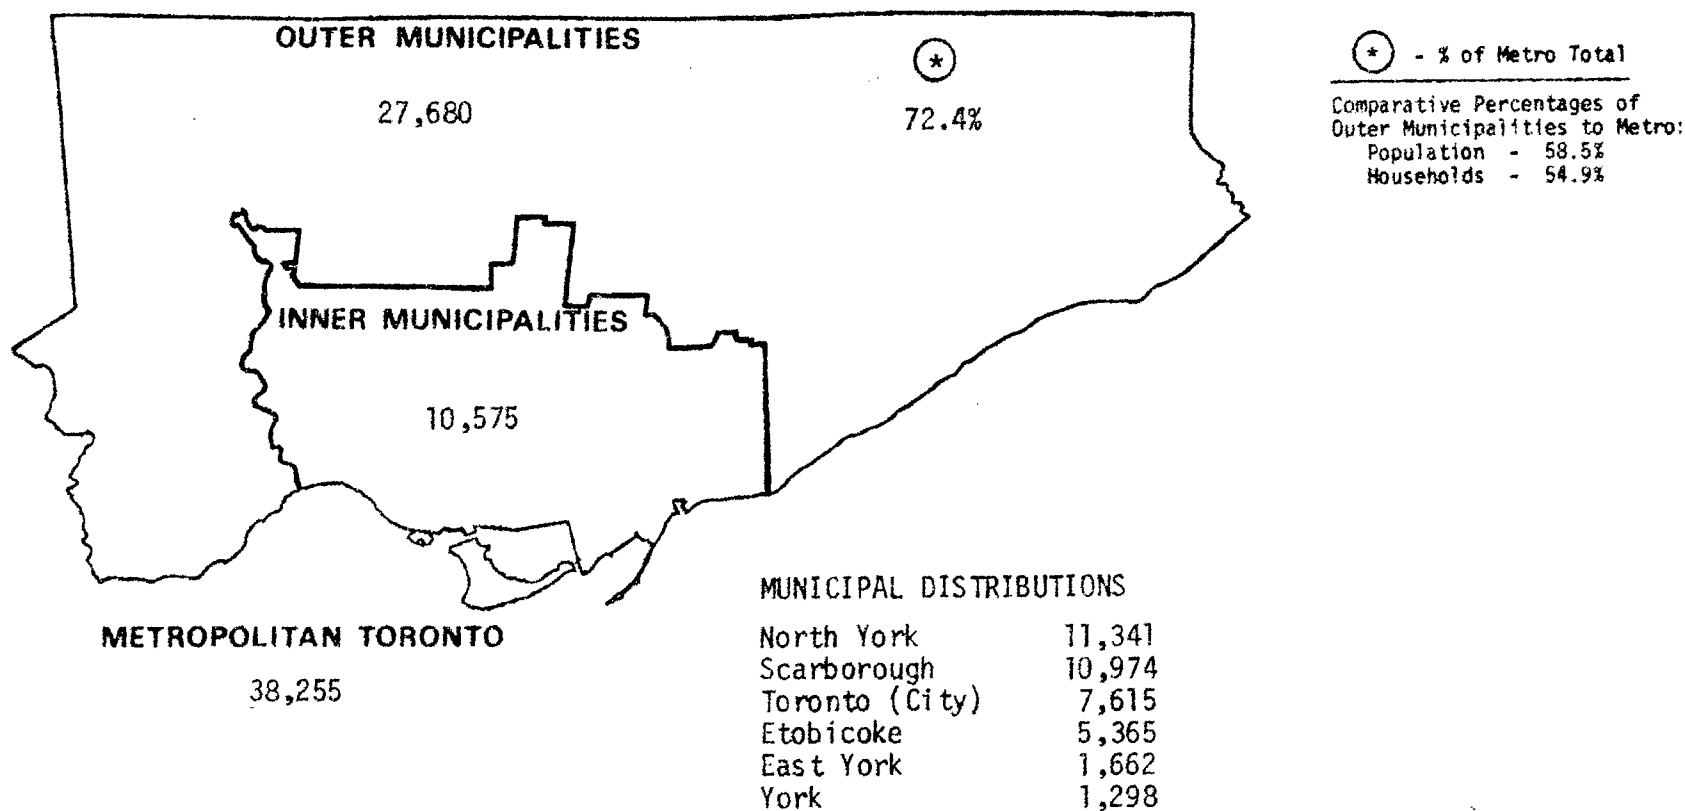 OUTER MUNICIPALITIES
27,680
*
72.4%
* - % of Metro Total
Comparative Percentages of
Outer Municipalities to Metro:
Population - 58.5%
Households - 54.9%
INNER MUNICIPALITIES
10,575
METROPOLITAN TORONTO
38,255
MUNICIPAL DISTRIBUTIONS
North York 11,341
Scarborough 10,974
Toronto (City) 7,615
Etobicoke 5,365
East York 1,662
York 1,298